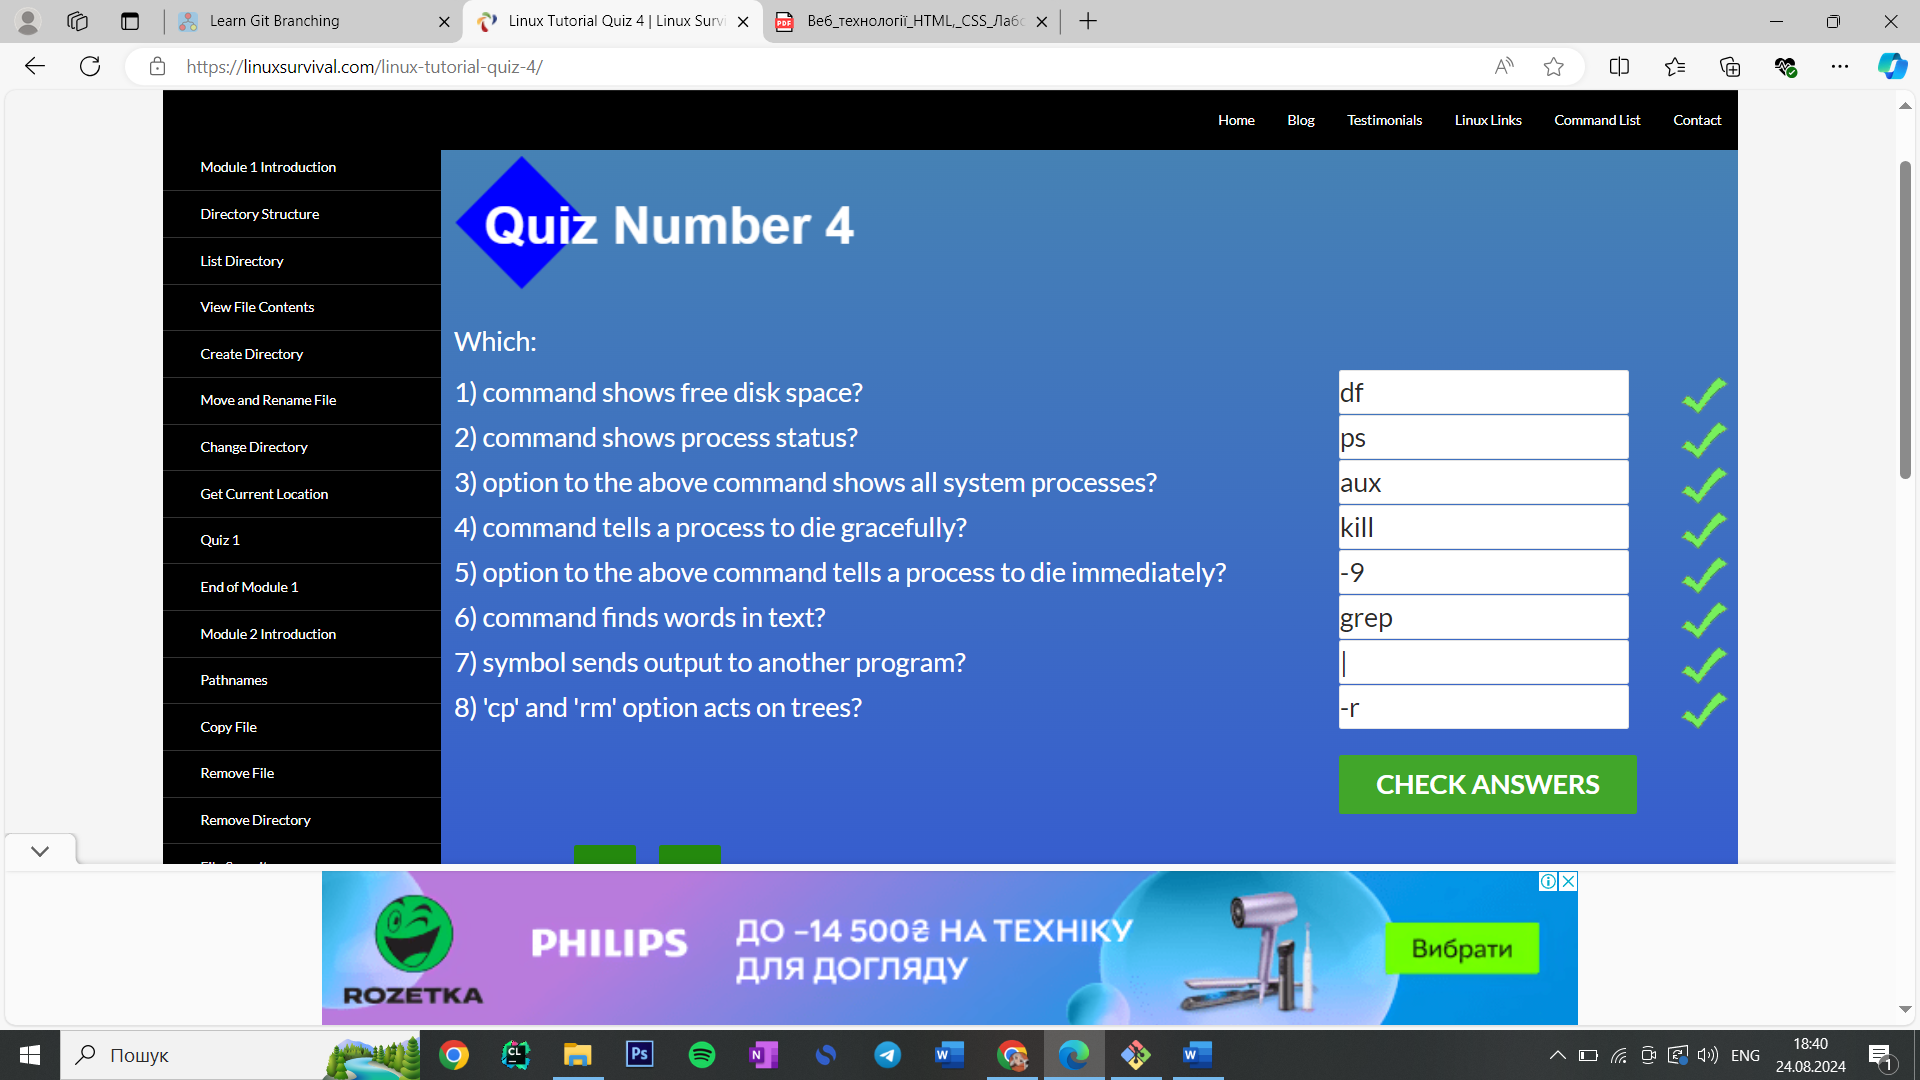 Learn Git Branching
Linux Tutorial Quiz 4 | Linux Survi
Веб_технології_HTML,_CSS_Лабо
https://linuxsurvival.com/linux-tutorial-quiz-4/
Home
Blog
Testimonials
Linux Links
Command List
Contact
Module 1 Introduction
Directory Structure
List Directory
View File Contents
Create Directory
Move and Rename File
Change Directory
Get Current Location
Quiz 1
End of Module 1
Module 2 Introduction
Pathnames
Copy File
Remove File
Remove Directory
Quiz Number 4
Which:
1) command shows free disk space? df
2) command shows process status? ps
3) option to the above command shows all system processes? aux
4) command tells a process to die gracefully? kill
5) option to the above command tells a process to die immediately? -9
6) command finds words in text? grep
7) symbol sends output to another program? |
8) 'cp' and 'rm' option acts on trees? -r
CHECK ANSWERS
ROZETKA
PHILIPS
ДО –14 500₴ НА ТЕХНІКУ
ДЛЯ ДОГЛЯДУ
Вибрати
Пошук
ENG
18:40
24.08.2024
1